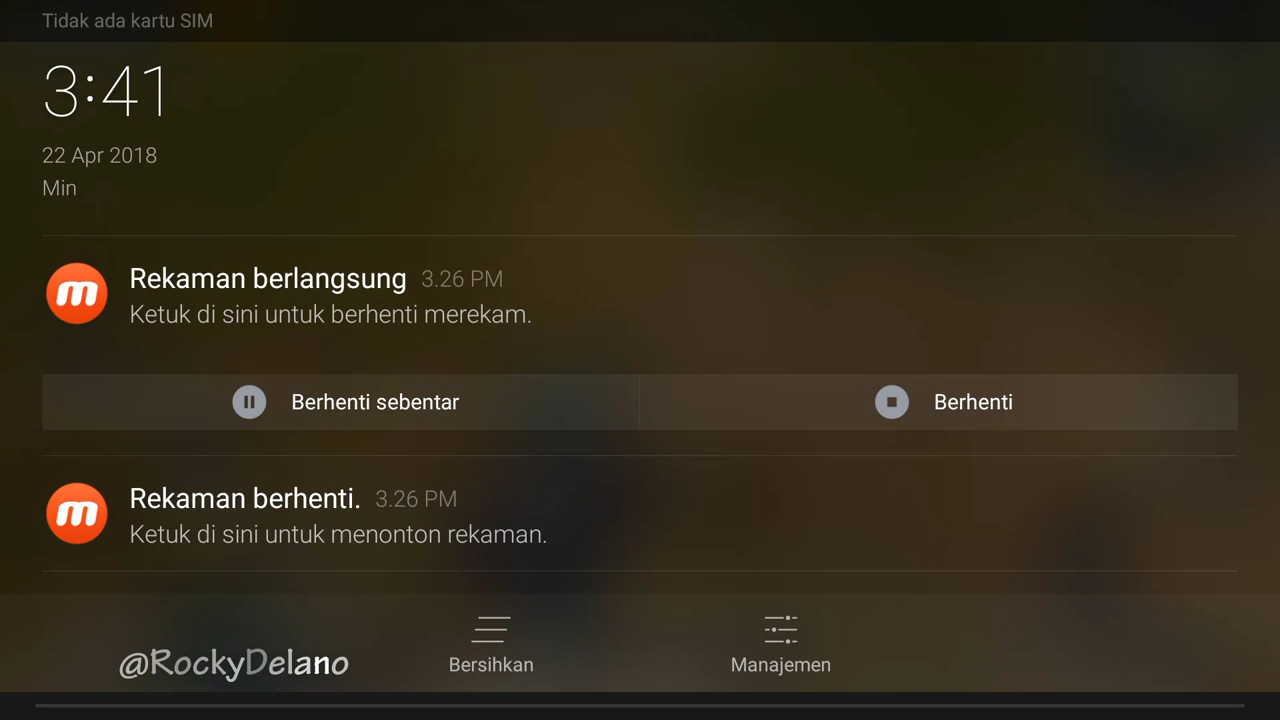 Tidak ada kartu SIM
3:41
22 Apr 2018
Min
Rekaman berlangsung 3.26 PM
Ketuk di sini untuk berhenti merekam.
Berhenti sebentar Berhenti
Rekaman berhenti. 3.26 PM
Ketuk di sini untuk menonton rekaman.
@RockyDelano
Bersihkan Manajemen